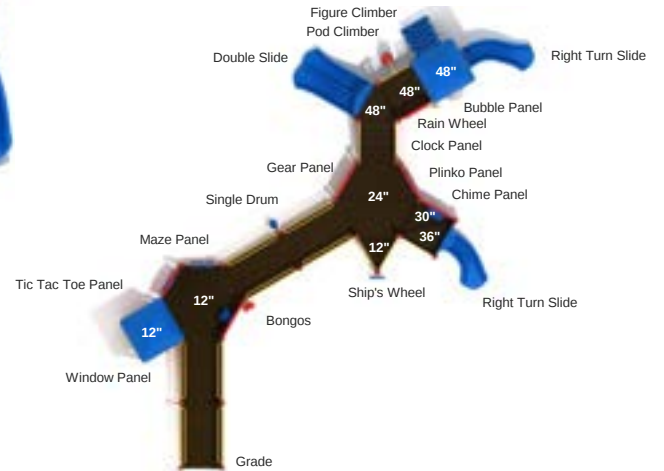 Figure Climber
Pod Climber
Double Slide
Right Turn Slide
48"
48"
48"
Bubble Panel
Rain Wheel
Clock Panel
Gear Panel
Plinko Panel
Chime Panel
Single Drum
24"
30"
36"
Maze Panel
12"
Tic Tac Toe Panel
Ship's Wheel
Right Turn Slide
12"
Bongos
12"
Window Panel
Grade